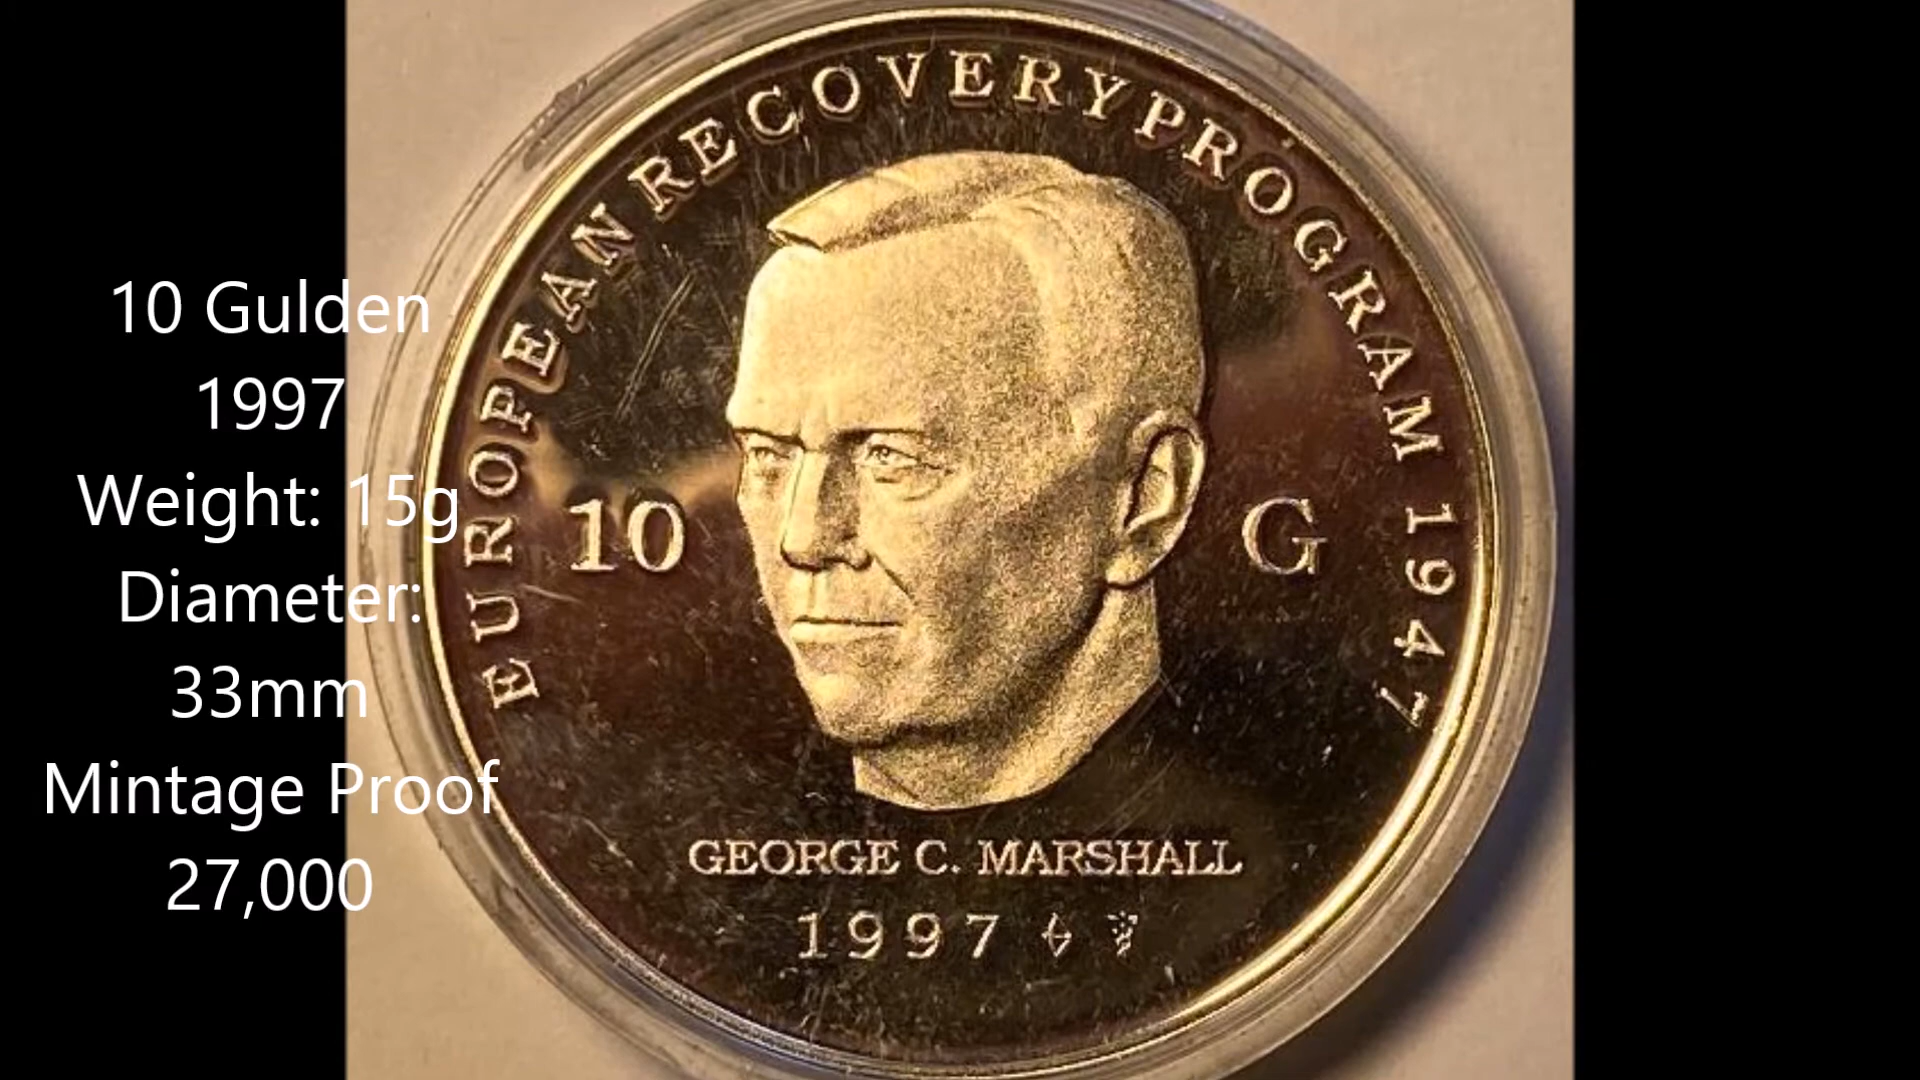 10 Gulden
1997
Weight: 15g
Diameter:
33mm
Mintage Proof
27,000
EUROPEAN RECOVERY PROGRAM 1947
10 G
GEORGE C. MARSHALL
1997